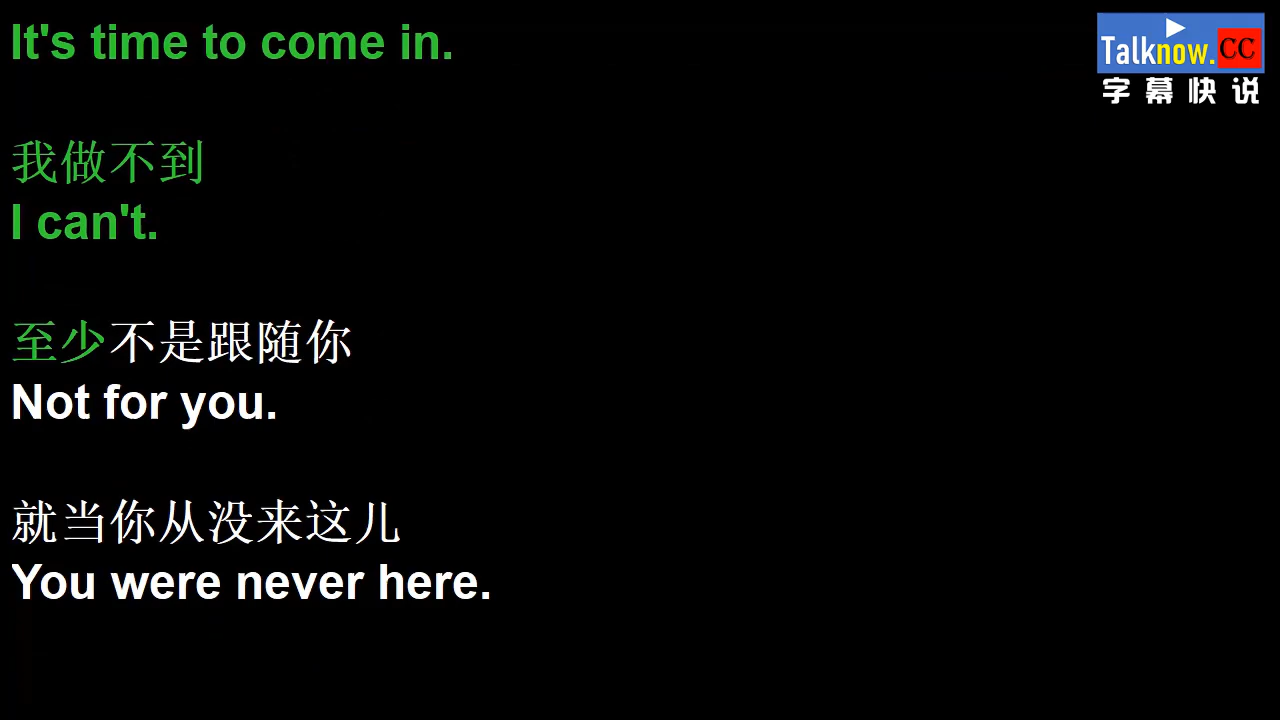 It's time to come in.
Talknow.CC
字幕快说
我做不到
I can't.
至少不是跟随你
Not for you.
就当你从没来这儿
You were never here.